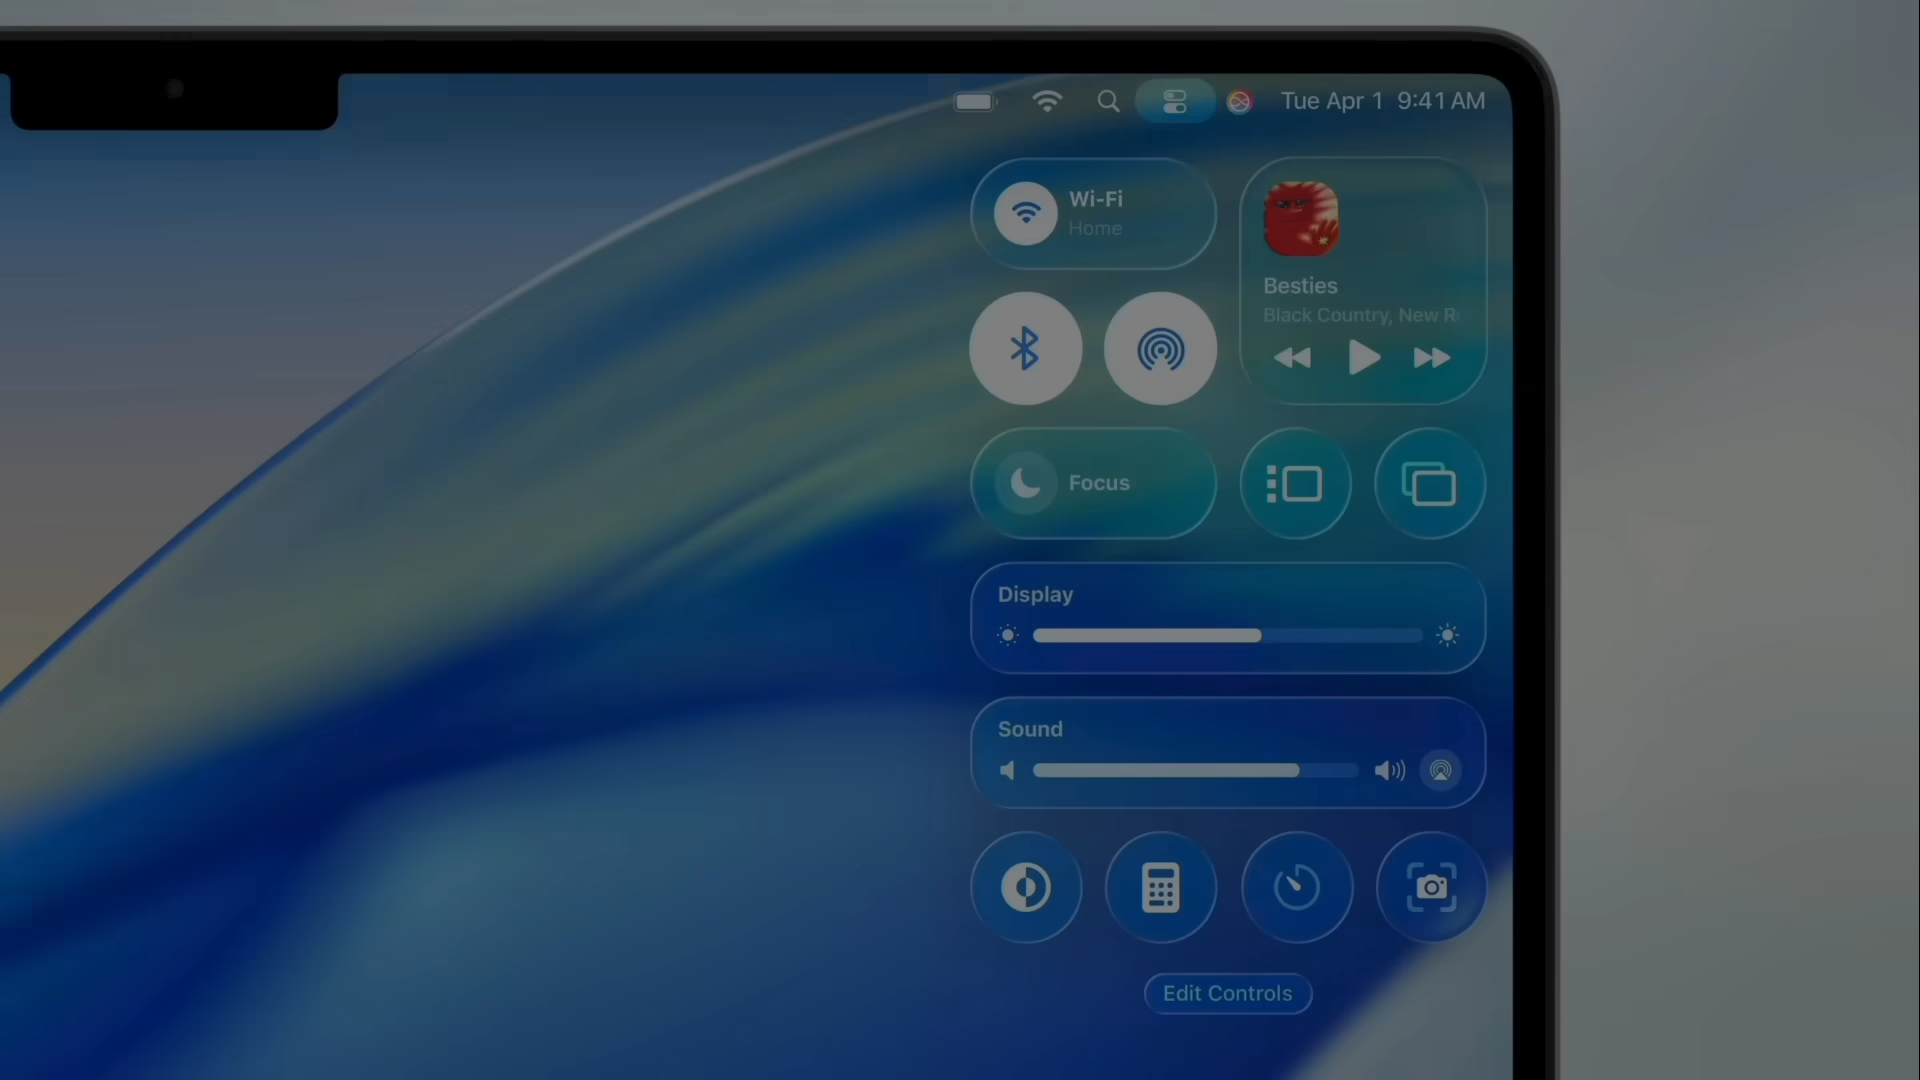 Tue Apr 1 9:41 AM
Wi-Fi
Home
Besties
Black Country, New R
Focus
Display
Sound
Edit Controls